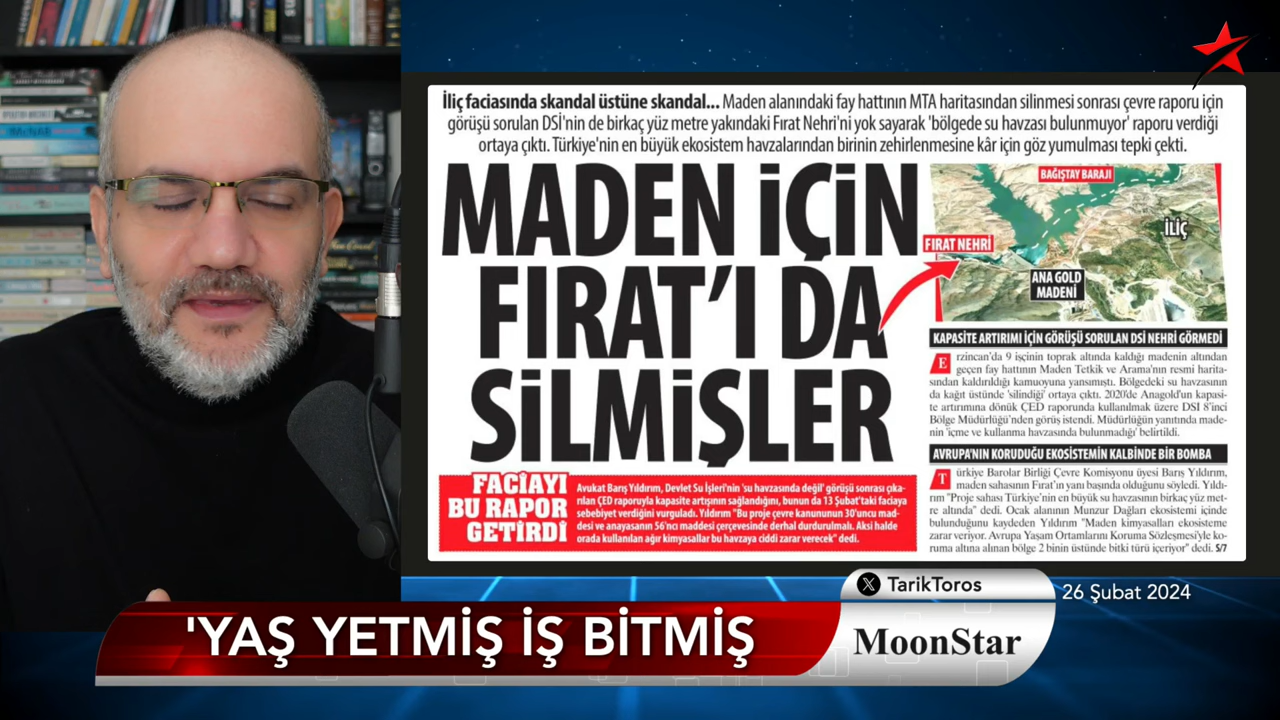 İliç faciasında skandal üstüne skandal... Maden alanındaki fay hattının MTA haritasından silinmesi sonrası çevre raporu için
görüşü sorulan DSİ'nin de birkaç yüz metre yakındaki Fırat Nehri'ni yok sayarak 'bölgede su havzası bulunmuyor' raporu verdiği
ortaya çıktı. Türkiye'nin en büyük ekosistem havzalarından birinin zehirlenmesine kâr için göz yumulması tepki çekti.
MADEN İÇİN
FIRAT'I DA
SİLMİŞLER
BAĞIŞTAY BARAJI
İLİÇ
FIRAT NEHRİ
ANA GOLD
MADENİ
KAPASİTE ARTIRIMI İÇİN GÖRÜŞÜ SORULAN DSİ NEHRİ GÖRMEDİ
Erzincan'da 9 işçinin toprak altında kaldığı madenin altından
geçen fay hattının Maden Tetkik ve Arama'nın resmi harita-
sından kaldırıldığı kamuoyuna yansımıştı. Bölgedeki su havzasının
da kağıt üstünde 'silindiği' ortaya çıktı. 2020'de Anagold'un kapasi-
te artırımına dönük ÇED raporunda kullanılmak üzere DSI 8'inci
Bölge Müdürlüğü'nden görüş istendi. Müdürlüğün yanıtında made-
nin 'içme ve kullanma havzasında bulunmadığı' belirtildi.
AVRUPA'NIN KORUDUĞU EKOSİSTEMİN KALBİNDE BİR BOMBA
Türkiye Barolar Birliği Çevre Komisyonu üyesi Barış Yıldırım,
maden sahasının Fırat'ın yanı başında olduğunu söyledi. Yıldı-
rım "Proje sahası Türkiye'nin en büyük su havzasının birkaç yüz met-
re altında" dedi. Ocak alanının Munzur Dağları ekosistemi içinde
bulunduğunu kaydeden Yıldırım "Maden kimyasalları ekosisteme
zarar veriyor. Avrupa Yaşam Ortamlarını Koruma Sözleşmesi'yle ko-
ruma altına alınan bölge 2 binin üstünde bitki türü içeriyor" dedi. S/7
FACİAYI
BU RAPOR
GETİRDİ
Avukat Barış Yıldırım, Devlet Su İşleri'nin 'su havzasında değil' görüşü sonrası çıka-
rılan ÇED raporuyla kapasite artışının sağlandığını, bunun da 13 Şubat'taki faciaya
sebebiyet verdiğini vurguladı. Yıldırım "Bu proje çevre kanununun 30'uncu mad-
desi ve anayasanın 56'ncı maddesi çerçevesinde derhal durdurulmalı. Aksi halde
orada kullanılan ağır kimyasallar bu havzaya ciddi zarar verecek" dedi.
X TarikToros
26 Şubat 2024
'YAŞ YETMİŞ İŞ BİTMİŞ
MoonStar